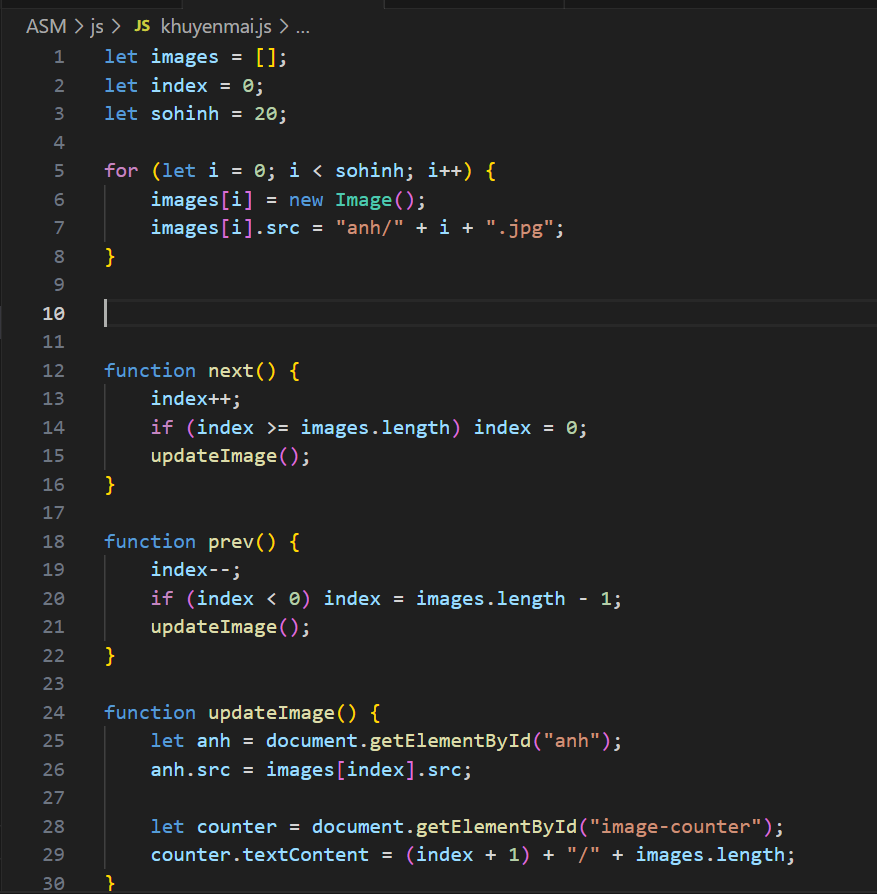 ASM > js > JS khuyenmai.js > ...
1 let images = [];
2 let index = 0;
3 let sohinh = 20;
4
5 for (let i = 0; i < sohinh; i++) {
6     images[i] = new Image();
7     images[i].src = "anh/" + i + ".jpg";
8 }
9
10
11
12 function next() {
13     index++;
14     if (index >= images.length) index = 0;
15     updateImage();
16 }
17
18 function prev() {
19     index--;
20     if (index < 0) index = images.length - 1;
21     updateImage();
22 }
23
24 function updateImage() {
25     let anh = document.getElementById("anh");
26     anh.src = images[index].src;
27
28     let counter = document.getElementById("image-counter");
29     counter.textContent = (index + 1) + "/" + images.length;
30 }